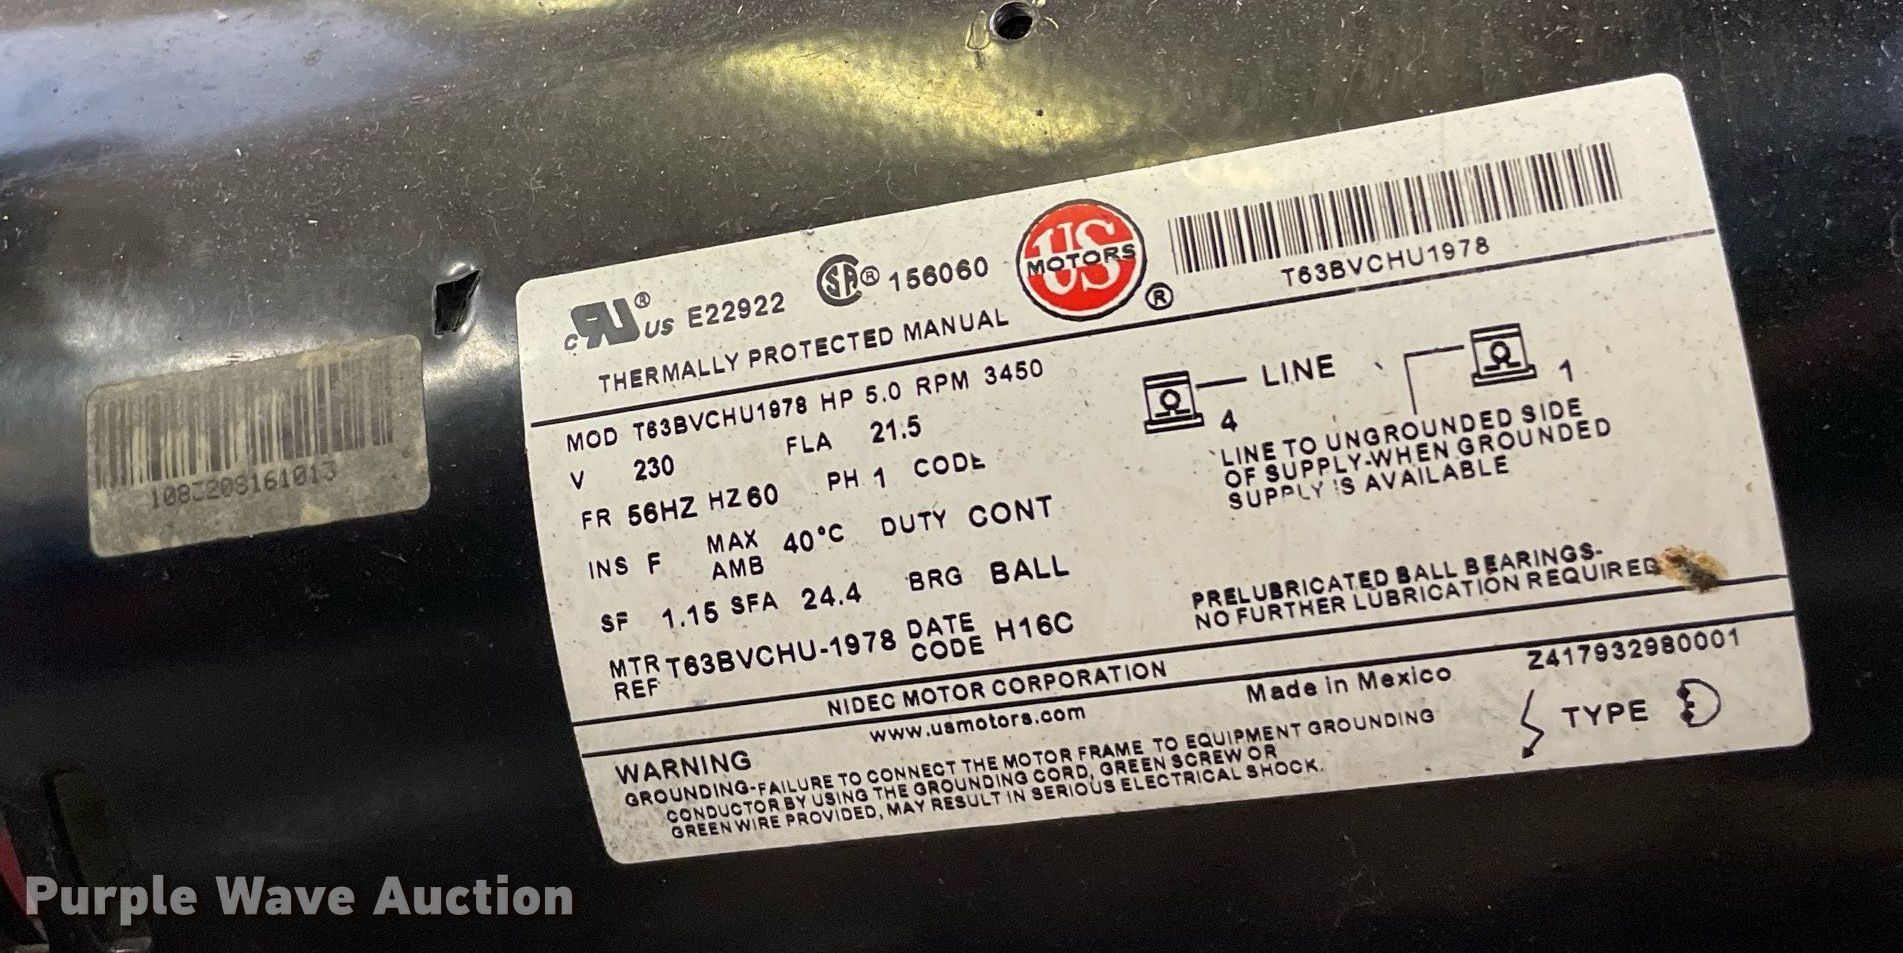 c RU ® US E22922 SA ® 156060
US MOTORS ®
T63BVCHU1978
THERMALLY PROTECTED MANUAL
MOD T63BVCHU1978 HP 5.0 RPM 3450
V 230 FLA 21.5
FR 56HZ HZ 60 PH 1 CODE
INS F MAX AMB 40°C DUTY CONT
SF 1.15 SFA 24.4 BRG BALL
MTR REF T63BVCHU-1978 DATE CODE H16C
LINE
4
1
LINE TO UNGROUNDED SIDE
OF SUPPLY-WHEN GROUNDED
SUPPLY IS AVAILABLE
PRELUBRICATED BALL BEARINGS-
NO FURTHER LUBRICATION REQUIRED
NIDEC MOTOR CORPORATION
www.usmotors.com
Made in Mexico
Z417932980001
TYPE
WARNING
GROUNDING-FAILURE TO CONNECT THE MOTOR FRAME TO EQUIPMENT GROUNDING
CONDUCTOR BY USING THE GROUNDING CORD, GREEN SCREW OR
GREEN WIRE PROVIDED, MAY RESULT IN SERIOUS ELECTRICAL SHOCK.
Purple Wave Auction